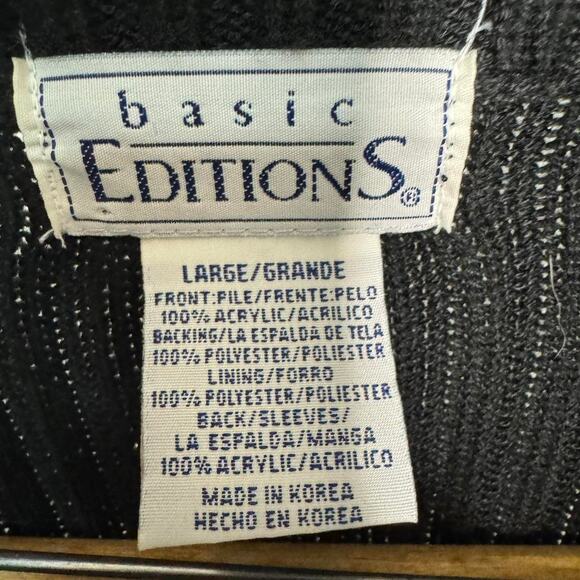 basic
EDITIONS®
LARGE/GRANDE
FRONT:PILE/FRENTE:PELO
100% ACRYLIC/ACRILICO
BACKING/LA ESPALDA DE TELA
100% POLYESTER/POLIESTER
LINING/FORRO
100% POLYESTER/POLIESTER
BACK/SLEEVES/
LA ESPALDA/MANGA
100% ACRYLIC/ACRILICO
MADE IN KOREA
HECHO EN KOREA